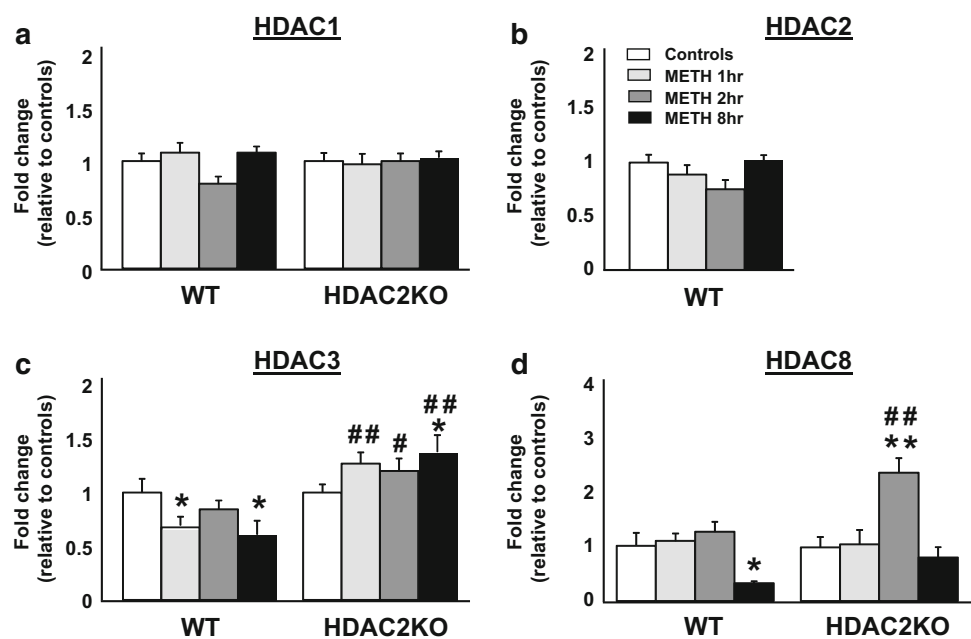 a
HDAC1
Fold change
(relative to controls)
2
1.5
1
0.5
0
WT
HDAC2KO
b
HDAC2
Controls
METH 1hr
METH 2hr
METH 8hr
Fold change
(relative to controls)
2
1.5
1
0.5
0
WT
c
HDAC3
Fold change
(relative to controls)
2
1.5
1
0.5
0
*
*
##
#
##
*
WT
HDAC2KO
d
HDAC8
Fold change
(relative to controls)
4
3
2
1
0
*
##
**
WT
HDAC2KO